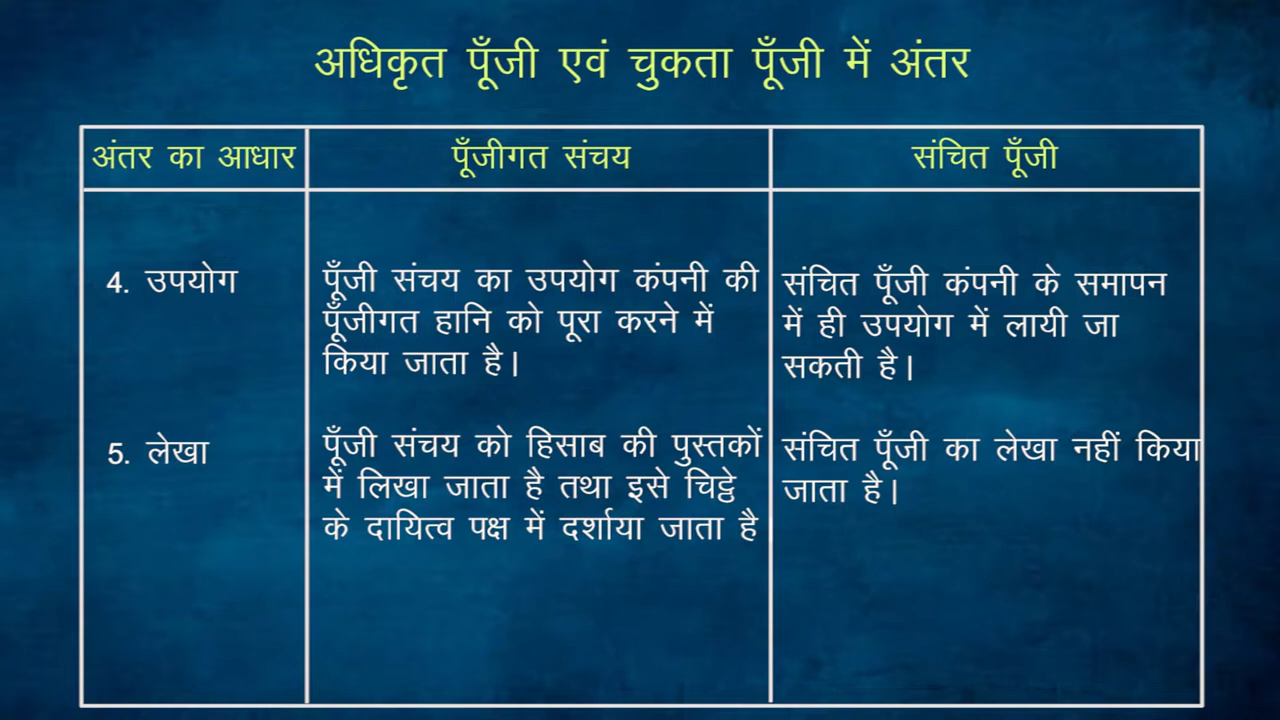 अधिकृत पूँजी एवं चुकता पूँजी में अंतर
अंतर का आधार
पूँजीगत संचय
संचित पूँजी
4. उपयोग
पूँजी संचय का उपयोग कंपनी की
पूँजीगत हानि को पूरा करने में
किया जाता है।
संचित पूँजी कंपनी के समापन
में ही उपयोग में लायी जा
सकती है।
5. लेखा
पूँजी संचय को हिसाब की पुस्तकों
में लिखा जाता है तथा इसे चिट्ठे
के दायित्व पक्ष में दर्शाया जाता है
संचित पूँजी का लेखा नहीं किया
जाता है।